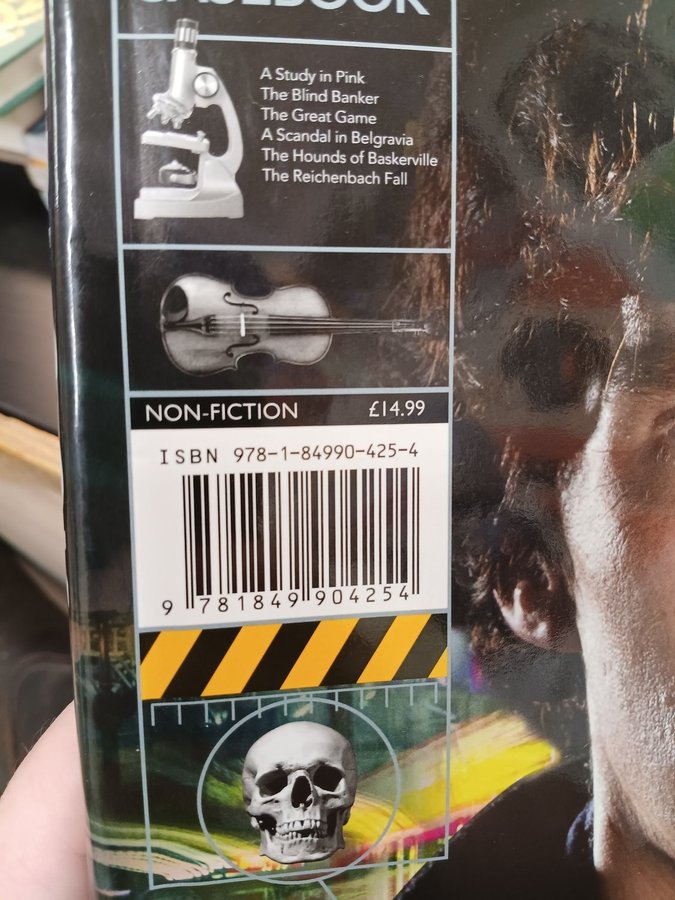 CASEBOOK
A Study in Pink
The Blind Banker
The Great Game
A Scandal in Belgravia
The Hounds of Baskerville
The Reichenbach Fall
NON-FICTION £14.99
ISBN 978-1-84990-425-4
9 781849 904254